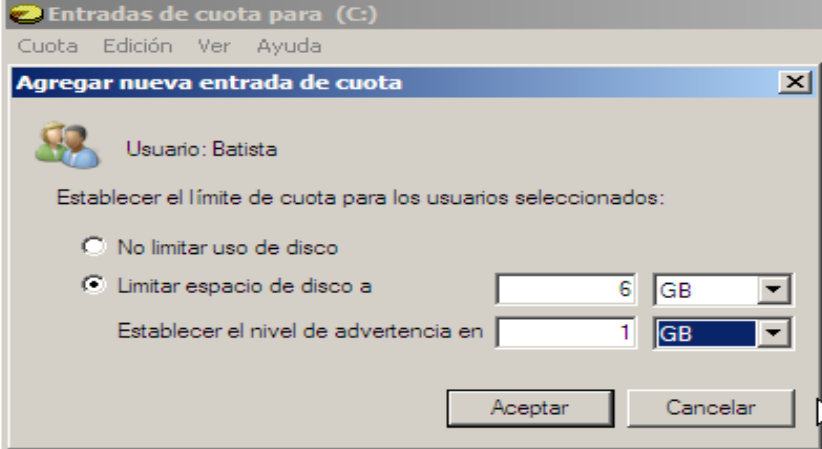 Entradas de cuota para (C:)
Cuota Edición Ver Ayuda
Agregar nueva entrada de cuota
Usuario: Batista
Establecer el límite de cuota para los usuarios seleccionados:
No limitar uso de disco
Limitar espacio de disco a 6 GB
Establecer el nivel de advertencia en 1 GB
Aceptar Cancelar